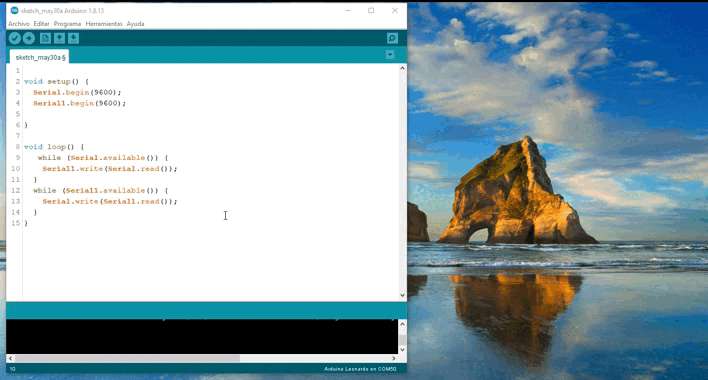 sketch_may30a Arduino 1.8.13
Archivo Editar Programa Herramientas Ayuda
sketch_may30a §
1
2 void setup() {
3 Serial.begin(9600);
4 Serial1.begin(9600);
5
6 }
7
8 void loop() {
9 while (Serial.available()) {
10 Serial1.write(Serial.read());
11 }
12 while (Serial1.available()) {
13 Serial.write(Serial1.read());
14 }
15 }
10 Arduino Leonardo en COM50